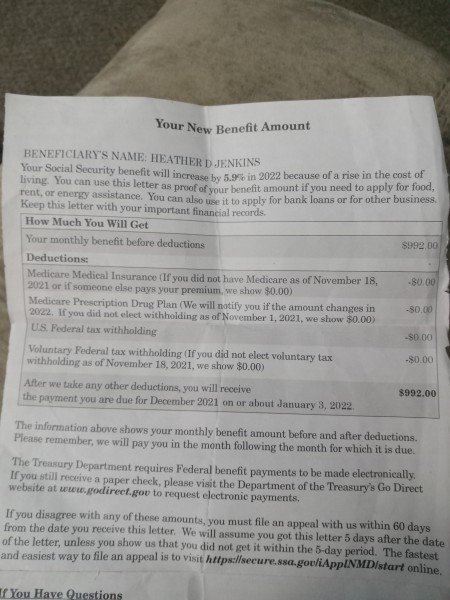 Your New Benefit Amount
BENEFICIARY'S NAME: HEATHER D JENKINS
Your Social Security benefit will increase by 5.9% in 2022 because of a rise in the cost of
living. You can use this letter as proof of your benefit amount if you need to apply for food,
rent, or energy assistance. You can also use it to apply for bank loans or for other business.
Keep this letter with your important financial records.
How Much You Will Get
Your monthly benefit before deductions $992.00
Deductions:
Medicare Medical Insurance (If you did not have Medicare as of November 18, -$0.00
2021 or if someone else pays your premium, we show $0.00)
Medicare Prescription Drug Plan (We will notify you if the amount changes in -$0.00
2022. If you did not elect withholding as of November 1, 2021, we show $0.00)
U.S. Federal tax withholding -$0.00
Voluntary Federal tax withholding (If you did not elect voluntary tax -$0.00
withholding as of November 18, 2021, we show $0.00)
After we take any other deductions, you will receive $992.00
the payment you are due for December 2021 on or about January 3, 2022.
The information above shows your monthly benefit amount before and after deductions.
Please remember, we will pay you in the month following the month for which it is due.
The Treasury Department requires Federal benefit payments to be made electronically.
If you still receive a paper check, please visit the Department of the Treasury's Go Direct
website at www.godirect.gov to request electronic payments.
If you disagree with any of these amounts, you must file an appeal with us within 60 days
from the date you receive this letter. We will assume you got this letter 5 days after the date
of the letter, unless you show us that you did not get it within the 5-day period. The fastest
and easiest way to file an appeal is to visit https://secure.ssa.gov/iApplNMD/start online.
If You Have Questions